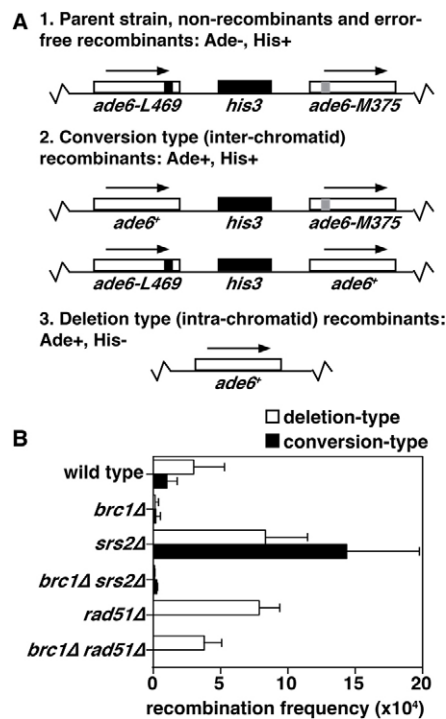 A
1. Parent strain, non-recombinants and error-
free recombinants: Ade-, His+
ade6-L469 his3 ade6-M375
2. Conversion type (inter-chromatid)
recombinants: Ade+, His+
ade6+ his3 ade6-M375
ade6-L469 his3 ade6+
3. Deletion type (intra-chromatid) recombinants:
Ade+, His-
ade6+
B
deletion-type
conversion-type
wild type
brc1Δ
srs2Δ
brc1Δ srs2Δ
rad51Δ
brc1Δ rad51Δ
0 5 10 15 20
recombination frequency (x10⁴)